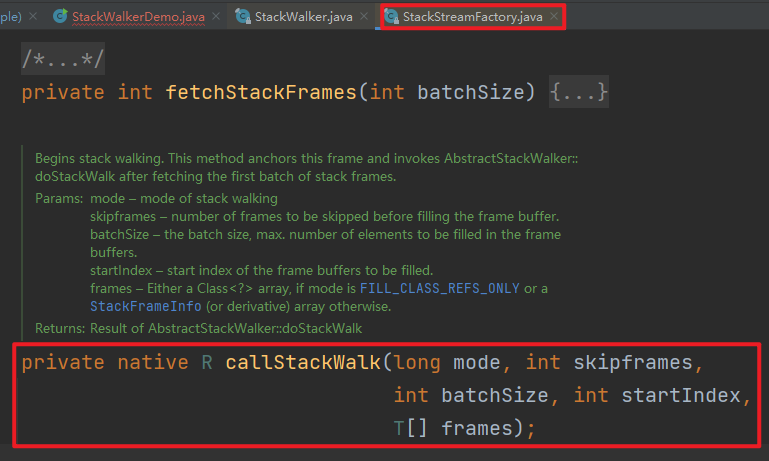 ple) × StackWalkerDemo.java × StackWalker.java × StackStreamFactory.java ×
/*...*/
private int fetchStackFrames(int batchSize) {...}
Begins stack walking. This method anchors this frame and invokes AbstractStackWalker::
doStackWalk after fetching the first batch of stack frames.
Params: mode – mode of stack walking
skipframes – number of frames to be skipped before filling the frame buffer.
batchSize – the batch size, max. number of elements to be filled in the frame
buffers.
startIndex – start index of the frame buffers to be filled.
frames – Either a Class<?> array, if mode is FILL_CLASS_REFS_ONLY or a
StackFrameInfo (or derivative) array otherwise.
Returns: Result of AbstractStackWalker::doStackWalk
private native R callStackWalk(long mode, int skipframes,
int batchSize, int startIndex,
T[] frames);